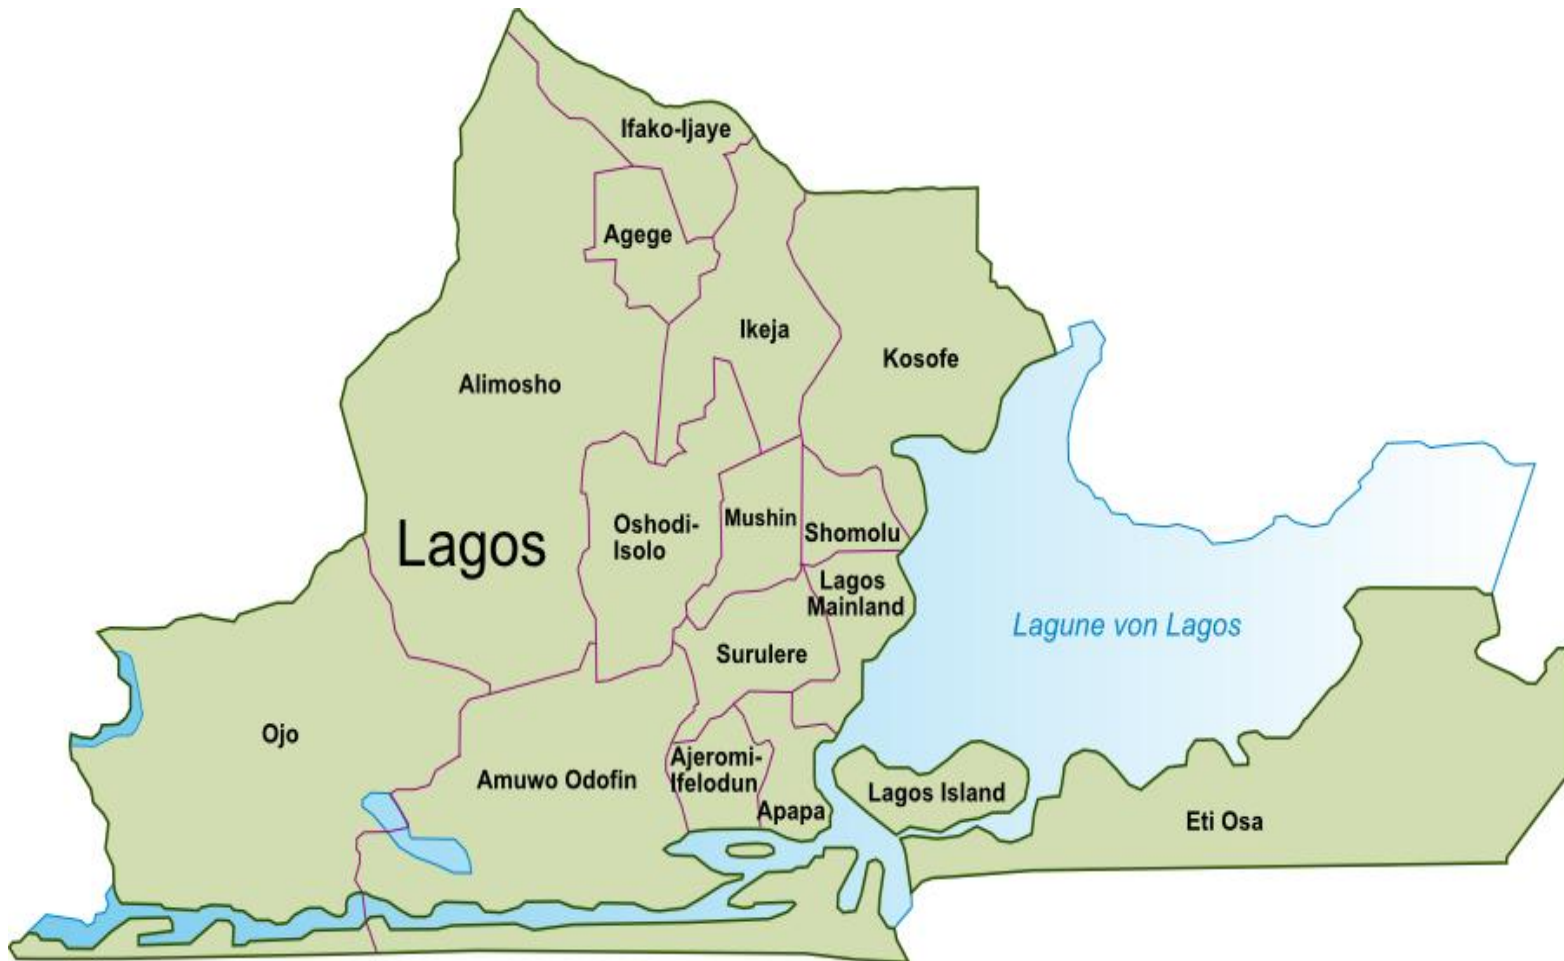 Ifako-Ijaye
Agege
Ikeja
Kosofe
Alimosho
Lagos
Oshodi-
Isolo
Mushin
Shomolu
Lagos
Mainland
Lagune von Lagos
Surulere
Ojo
Amuwo Odofin
Ajeromi-
Ifelodun
Apapa
Lagos Island
Eti Osa